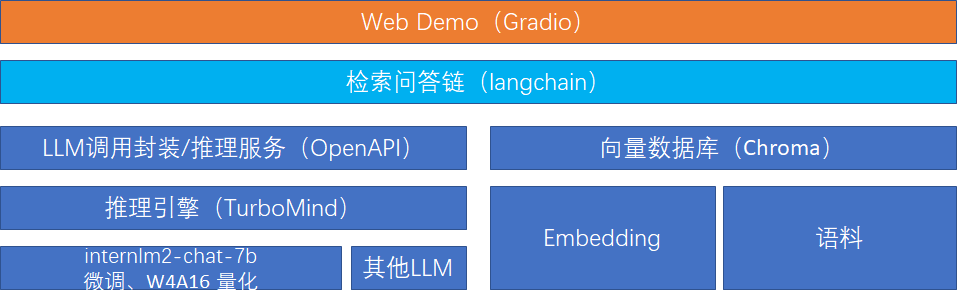 Web Demo（Gradio）
检索问答链（langchain）
LLM调用封装/推理服务（OpenAPI）
向量数据库（Chroma）
推理引擎（TurboMind）
Embedding
语料
internlm2-chat-7b
微调、W4A16 量化
其他LLM